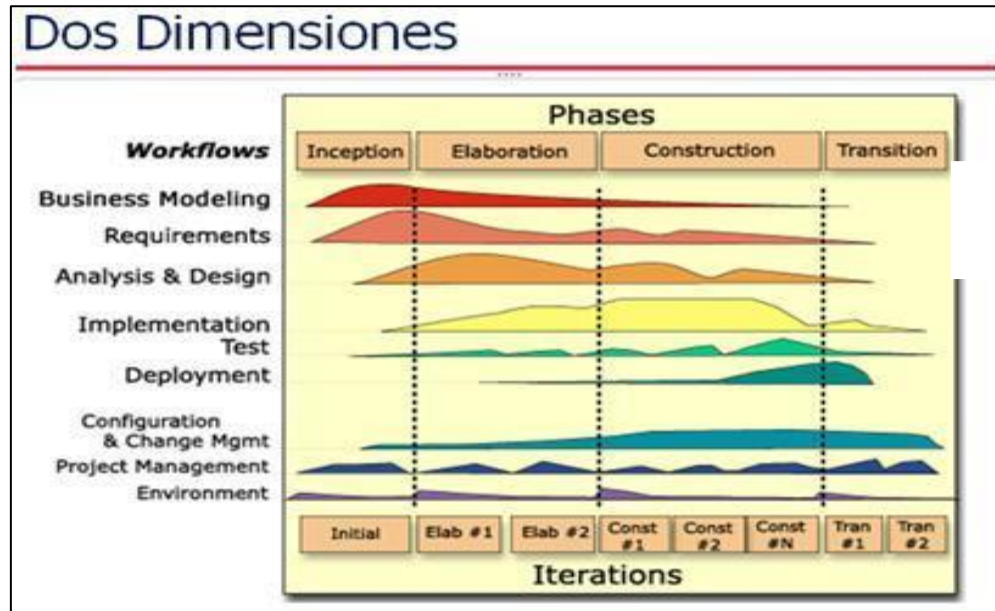 Dos Dimensiones
Phases
Workflows
Inception
Elaboration
Construction
Transition
Business Modeling
Requirements
Analysis & Design
Implementation
Test
Deployment
Configuration
& Change Mgmt
Project Management
Environment
Initial
Elab #1
Elab #2
Const
#1
Const
#2
Const
#N
Tran
#1
Tran
#2
Iterations